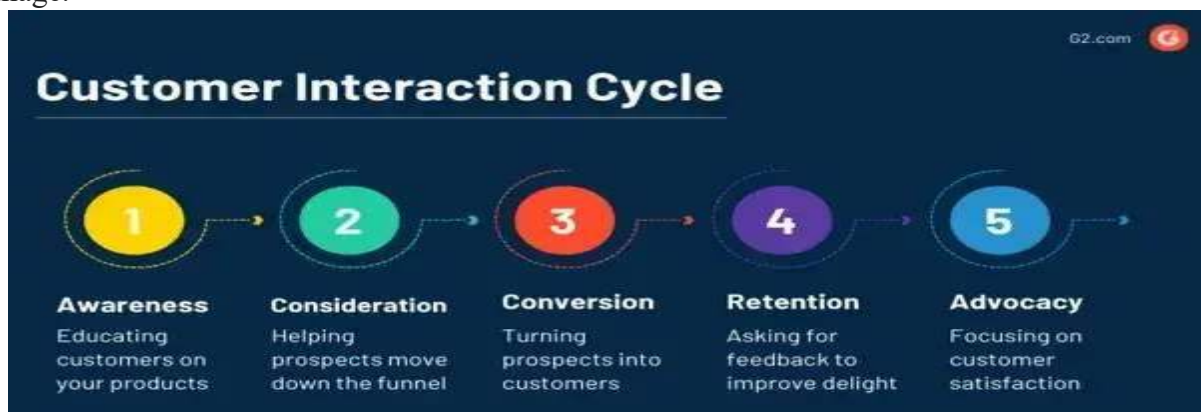 G2.com
Customer Interaction Cycle
1
2
3
4
5
Awareness
Educating
customers on
your products
Consideration
Helping
prospects move
down the funnel
Conversion
Turning
prospects into
customers
Retention
Asking for
feedback to
improve delight
Advocacy
Focusing on
customer
satisfaction